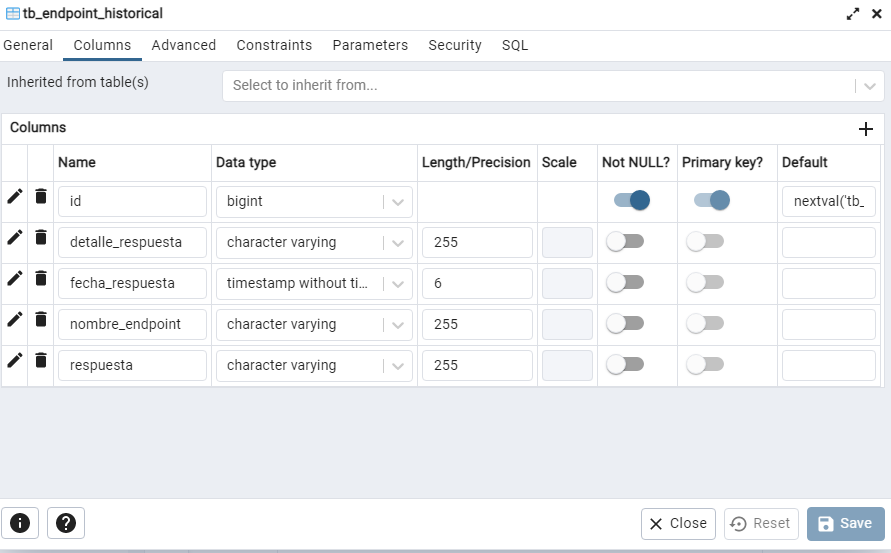 tb_endpoint_historical
General Columns Advanced Constraints Parameters Security SQL
Inherited from table(s) Select to inherit from...
Columns
Name Data type Length/Precision Scale Not NULL? Primary key? Default
id bigint nextval('tb_
detalle_respuesta character varying 255
fecha_respuesta timestamp without ti... 6
nombre_endpoint character varying 255
respuesta character varying 255
Close Reset Save